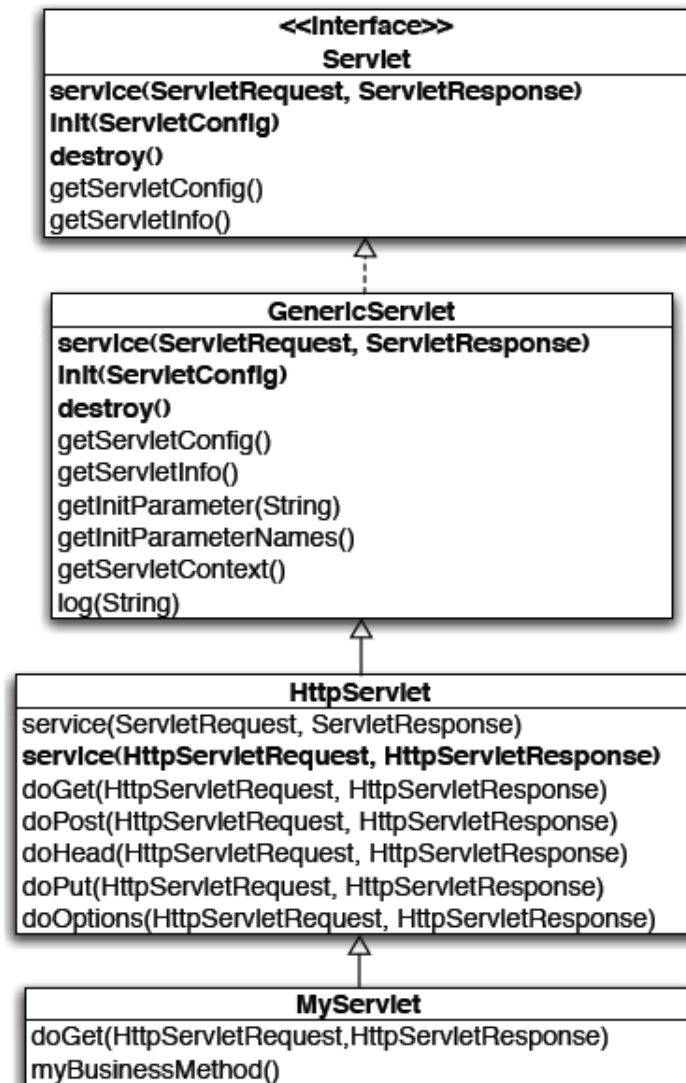 <<Interface>>
Servlet
service(ServletRequest, ServletResponse)
init(ServletConfig)
destroy()
getServletConfig()
getServletInfo()
GenericServlet
service(ServletRequest, ServletResponse)
init(ServletConfig)
destroy()
getServletConfig()
getServletInfo()
getInitParameter(String)
getInitParameterNames()
getServletContext()
log(String)
HttpServlet
service(ServletRequest, ServletResponse)
service(HttpServletRequest, HttpServletResponse)
doGet(HttpServletRequest, HttpServletResponse)
doPost(HttpServletRequest, HttpServletResponse)
doHead(HttpServletRequest, HttpServletResponse)
doPut(HttpServletRequest, HttpServletResponse)
doOptions(HttpServletRequest, HttpServletResponse)
MyServlet
doGet(HttpServletRequest,HttpServletResponse)
myBusinessMethod()